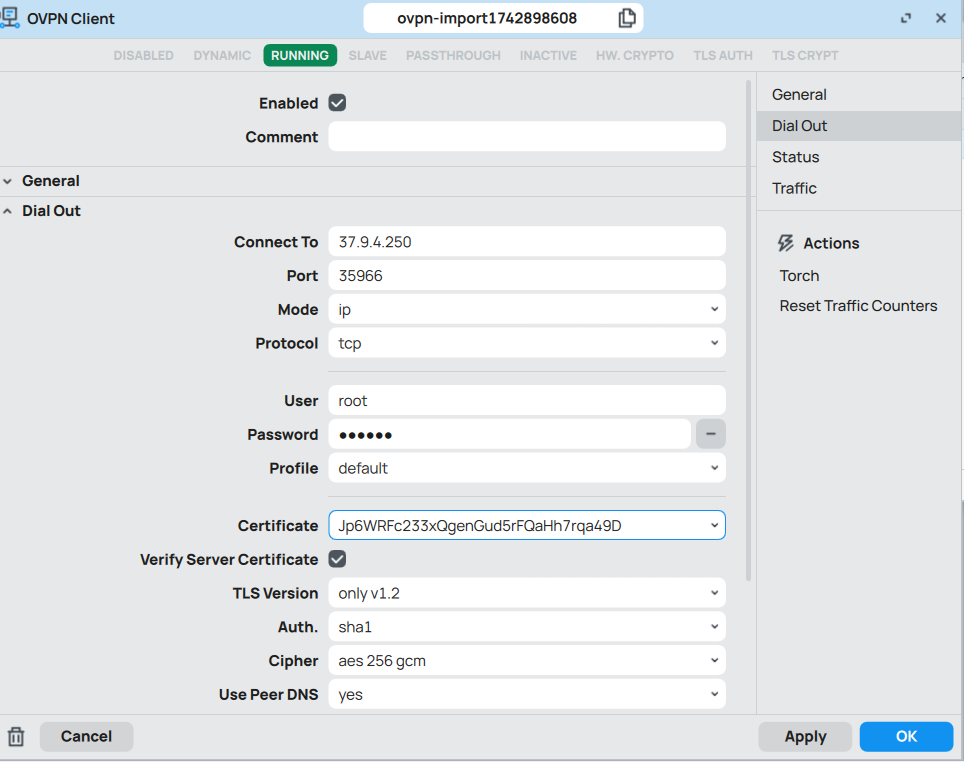 OVPN Client ovpn-import1742898608
DISABLED DYNAMIC RUNNING SLAVE PASSTHROUGH INACTIVE HW. CRYPTO TLS AUTH TLS CRYPT
Enabled
Comment
General
Dial Out
Connect To 37.9.4.250
Port 35966
Mode ip
Protocol tcp
User root
Password ••••••
Profile default
Certificate Jp6WRFc233xQgenGud5rFQaHh7rqa49D
Verify Server Certificate
TLS Version only v1.2
Auth. sha1
Cipher aes 256 gcm
Use Peer DNS yes
General
Dial Out
Status
Traffic
Actions
Torch
Reset Traffic Counters
Cancel Apply OK